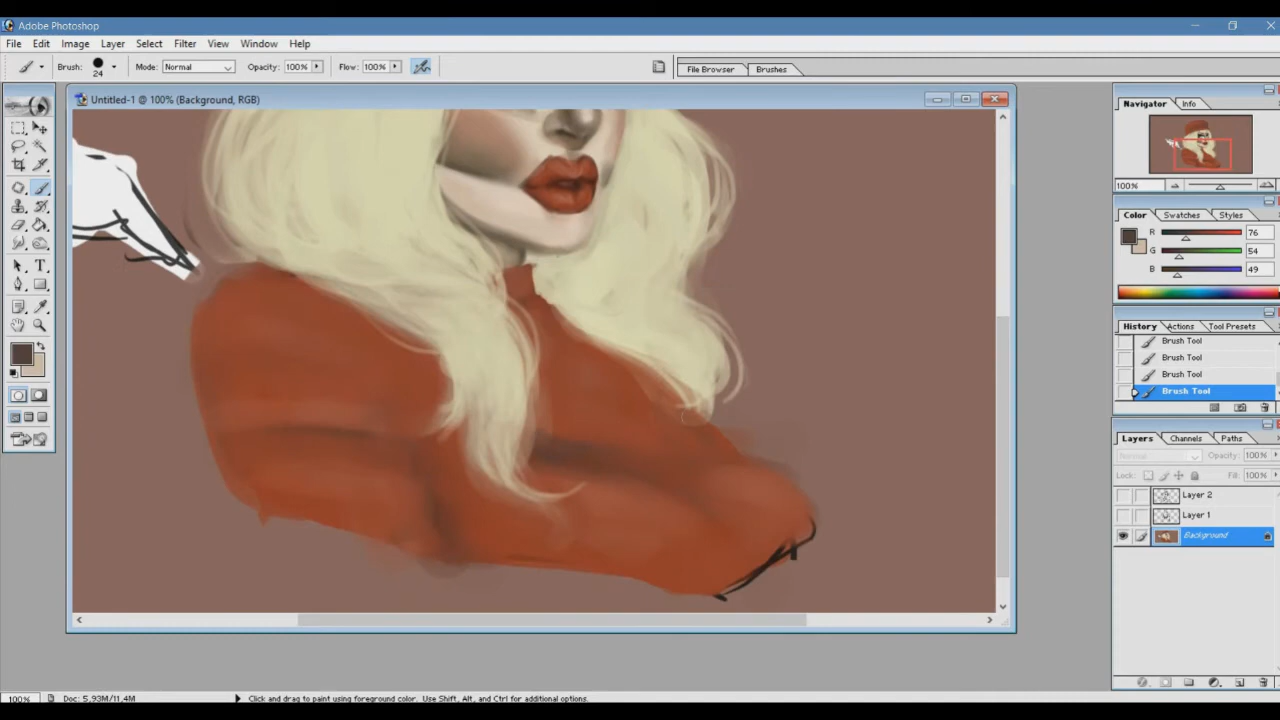 Adobe Photoshop
File Edit Image Layer Select Filter View Window Help
Brush: 24 Mode: Normal Opacity: 100% Flow: 100% File Browser Brushes
Untitled-1 @ 100% (Background, RGB)
Navigator Info
100%
Color Swatches Styles
R 76
G 54
B 49
History Actions Tool Presets
Brush Tool
Brush Tool
Brush Tool
Brush Tool
Layers Channels Paths
Normal Opacity: 100%
Lock: Fill: 100%
Layer 2
Layer 1
Background
100% Doc: 5.93M/11.4M Click and drag to paint using foreground color. Use Shift, Alt, and Ctrl for additional options.